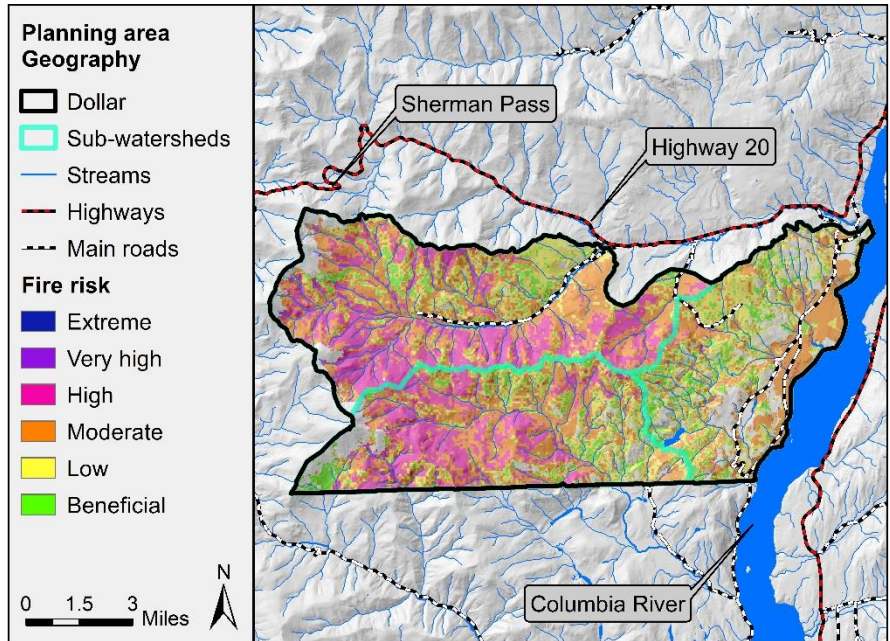 Planning area
Geography
Dollar
Sub-watersheds
Streams
Highways
Main roads
Fire risk
Extreme
Very high
High
Moderate
Low
Beneficial
N
0 1.5 3
Miles
Sherman Pass
Highway 20
Columbia River